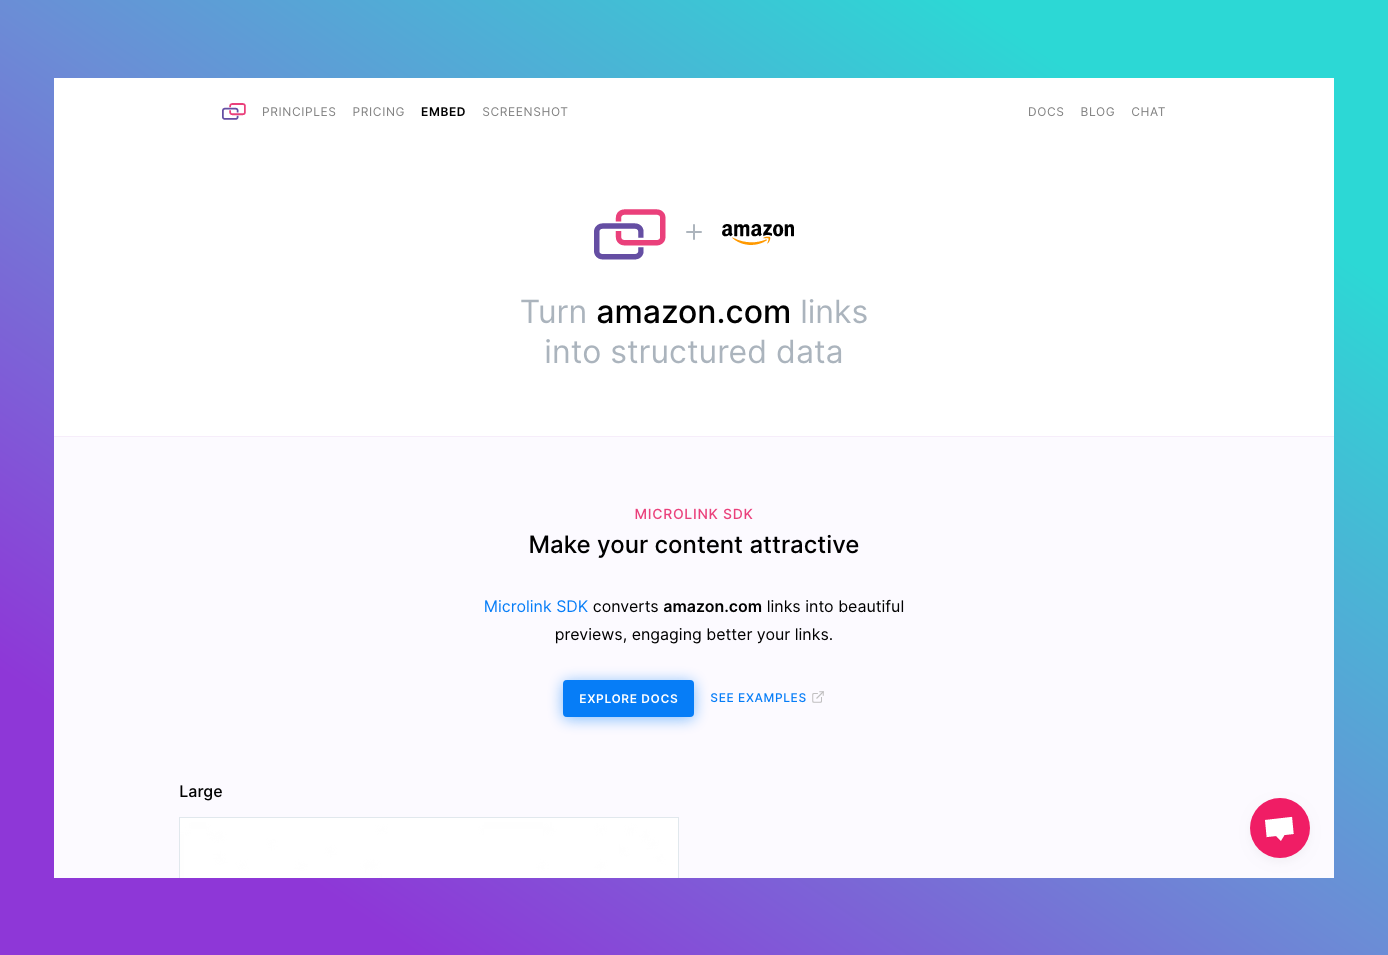 PRINCIPLES PRICING EMBED SCREENSHOT DOCS BLOG CHAT
amazon
Turn amazon.com links
into structured data
MICROLINK SDK
Make your content attractive
Microlink SDK converts amazon.com links into beautiful
previews, engaging better your links.
EXPLORE DOCS SEE EXAMPLES
Large